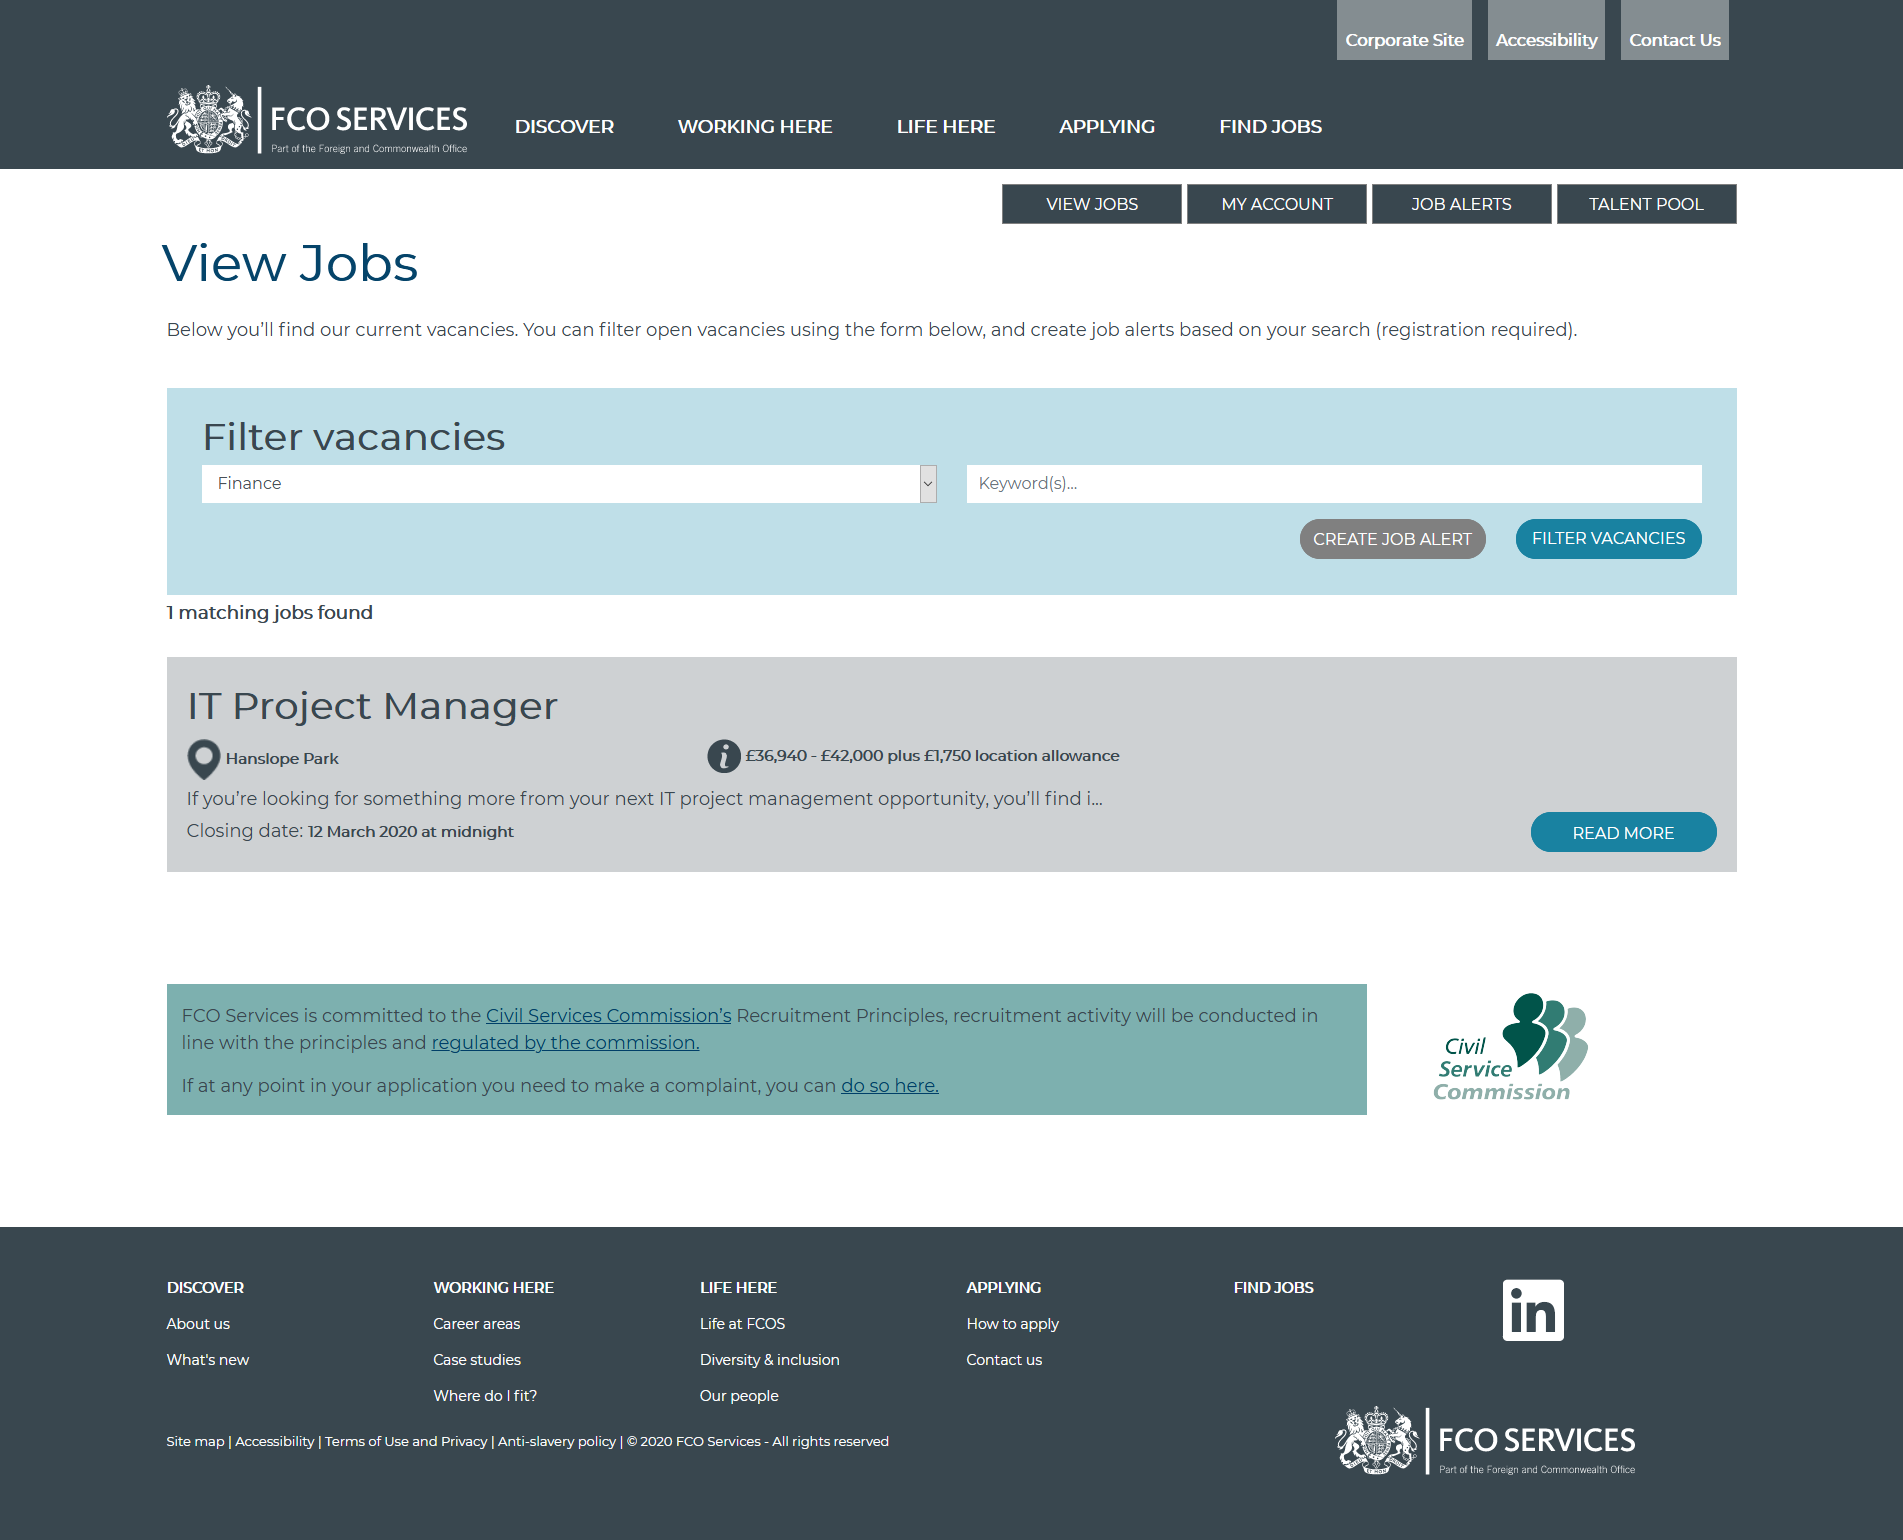 Corporate Site
Accessibility
Contact Us
FCO SERVICES
Part of the Foreign and Commonwealth Office
DISCOVER
WORKING HERE
LIFE HERE
APPLYING
FIND JOBS
VIEW JOBS
MY ACCOUNT
JOB ALERTS
TALENT POOL
View Jobs
Below you’ll find our current vacancies. You can filter open vacancies using the form below, and create job alerts based on your search (registration required).
Filter vacancies
Finance
Keyword(s)...
CREATE JOB ALERT
FILTER VACANCIES
1 matching jobs found
IT Project Manager
Hanslope Park
£36,940 - £42,000 plus £1,750 location allowance
If you’re looking for something more from your next IT project management opportunity, you’ll find i...
Closing date: 12 March 2020 at midnight
READ MORE
FCO Services is committed to the Civil Services Commission’s Recruitment Principles, recruitment activity will be conducted in
line with the principles and regulated by the commission.
If at any point in your application you need to make a complaint, you can do so here.
Civil
Service
Commission
DISCOVER
About us
What's new
WORKING HERE
Career areas
Case studies
Where do I fit?
LIFE HERE
Life at FCOS
Diversity & inclusion
Our people
APPLYING
How to apply
Contact us
FIND JOBS
in
Site map | Accessibility | Terms of Use and Privacy | Anti-slavery policy | © 2020 FCO Services - All rights reserved
FCO SERVICES
Part of the Foreign and Commonwealth Office